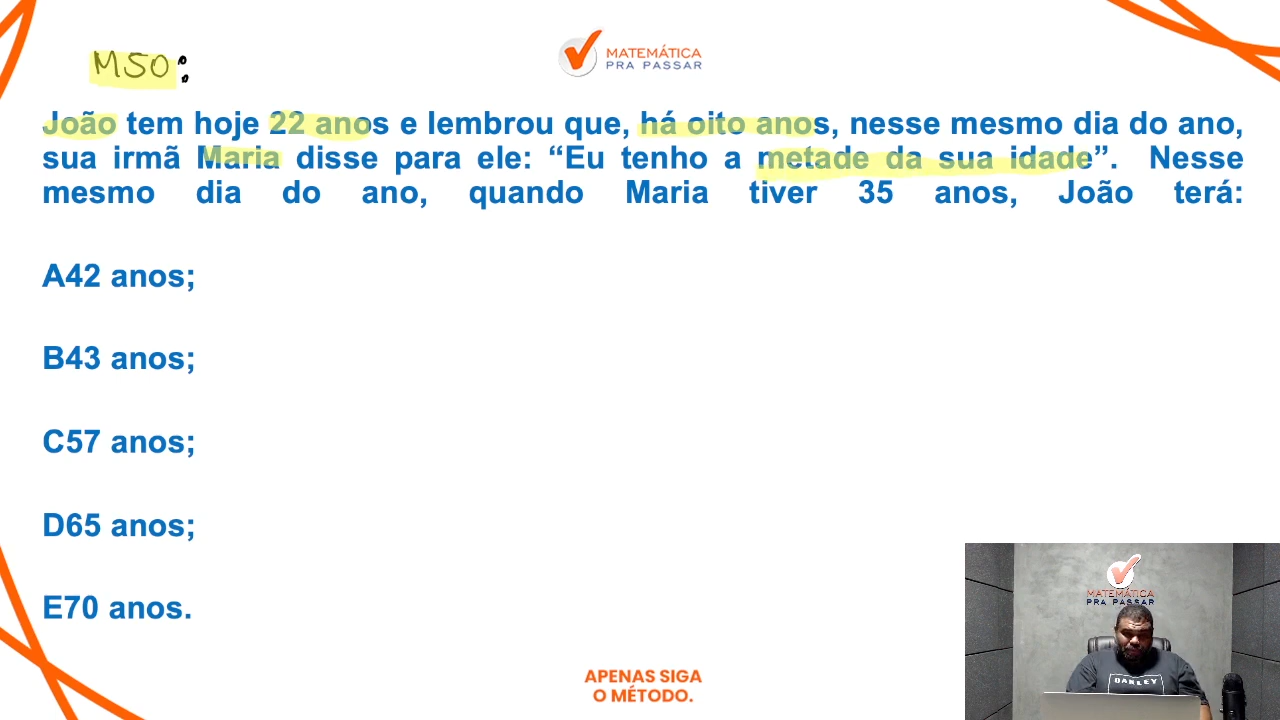 M50:
MATEMÁTICA
PRA PASSAR
João tem hoje 22 anos e lembrou que, há oito anos, nesse mesmo dia do ano,
sua irmã Maria disse para ele: “Eu tenho a metade da sua idade”. Nesse
mesmo dia do ano, quando Maria tiver 35 anos, João terá:
A42 anos;
B43 anos;
C57 anos;
D65 anos;
E70 anos.
MATEMÁTICA
PRA PASSAR
OAKLEY
APENAS SIGA
O MÉTODO.